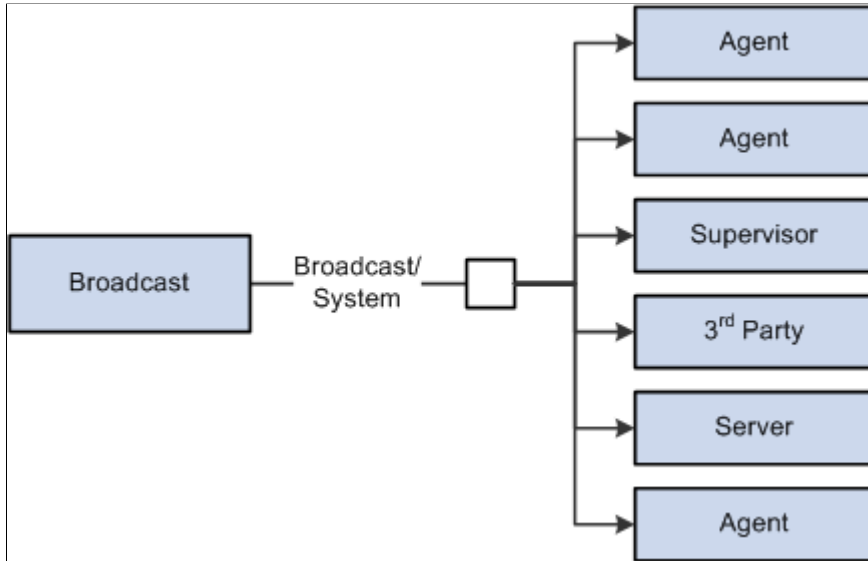 Agent
Agent
Supervisor
Broadcast
Broadcast/
System
3rd Party
Server
Agent